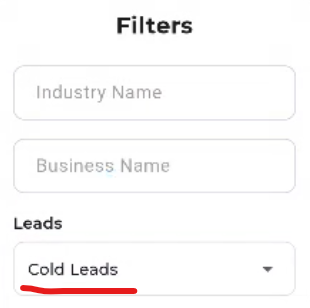 Filters
Industry Name
Business Name
Leads
Cold Leads